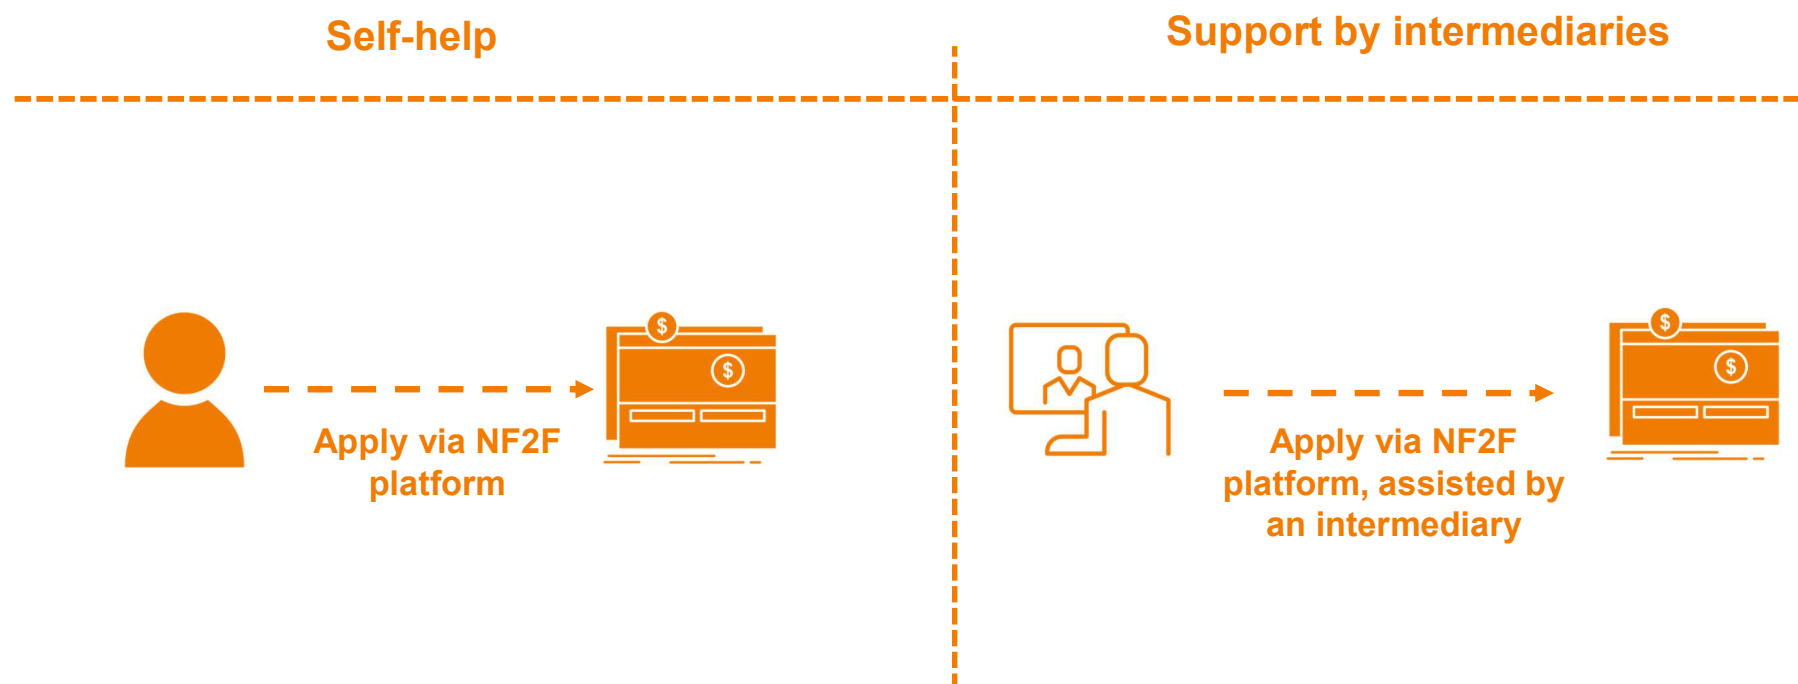 Self-help
Support by intermediaries
$
$
Apply via NF2F
platform
$
$
Apply via NF2F
platform, assisted by
an intermediary